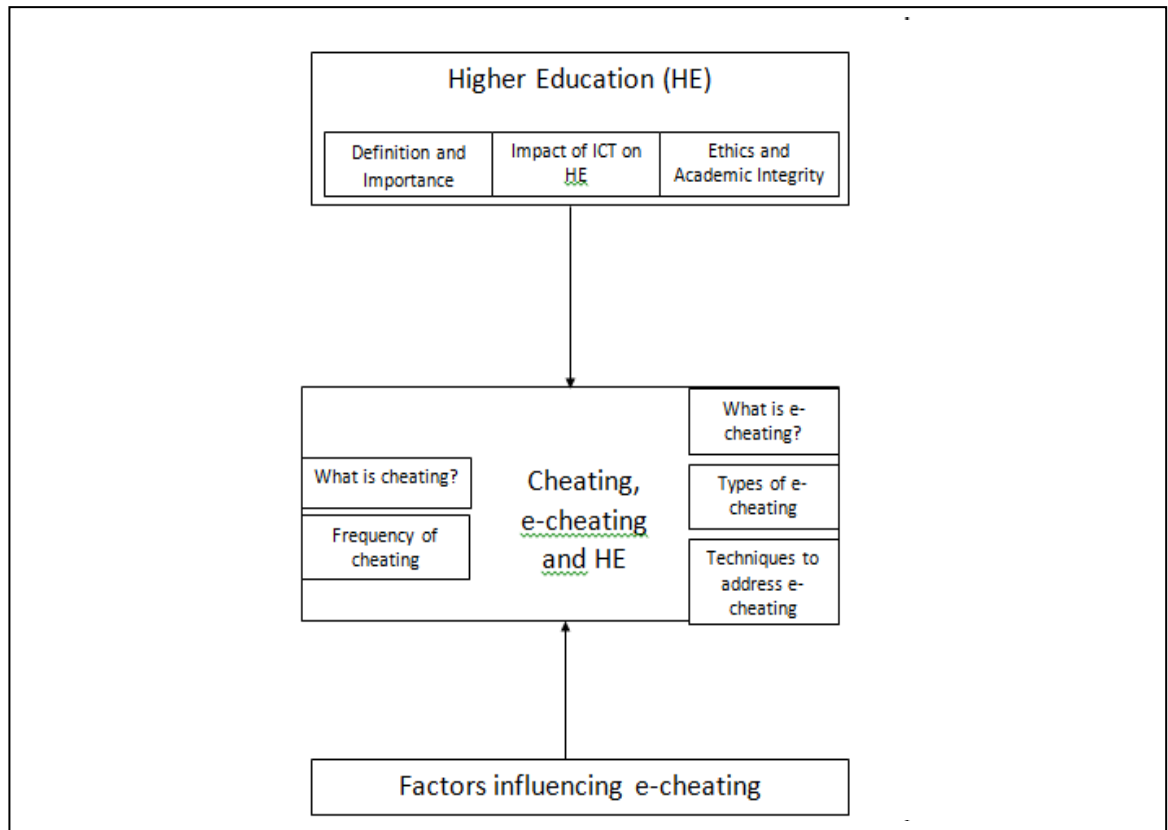 Higher Education (HE)
Definition and
Importance
Impact of ICT on
HE
Ethics and
Academic Integrity
What is cheating?
Frequency of
cheating
Cheating,
e-cheating
and HE
What is e-
cheating?
Types of e-
cheating
Techniques to
address e-
cheating
Factors influencing e-cheating